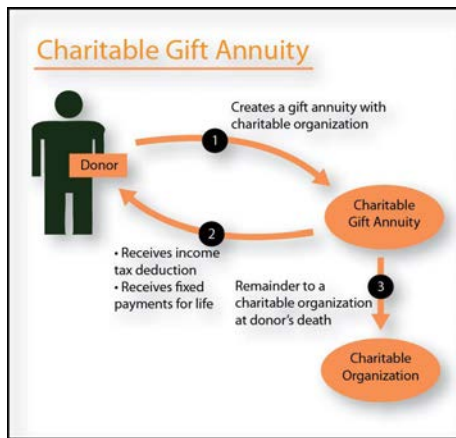 Charitable Gift Annuity
Creates a gift annuity with
charitable organization
1
Donor
Charitable
Gift Annuity
2
• Receives income
tax deduction
• Receives fixed
payments for life
3
Remainder to a
charitable organization
at donor's death
Charitable
Organization